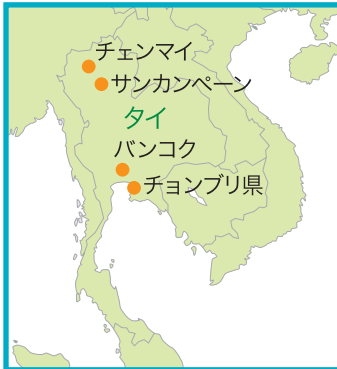 チェンマイ
サンカンペーン
タイ
バンコク
チョンブリ県